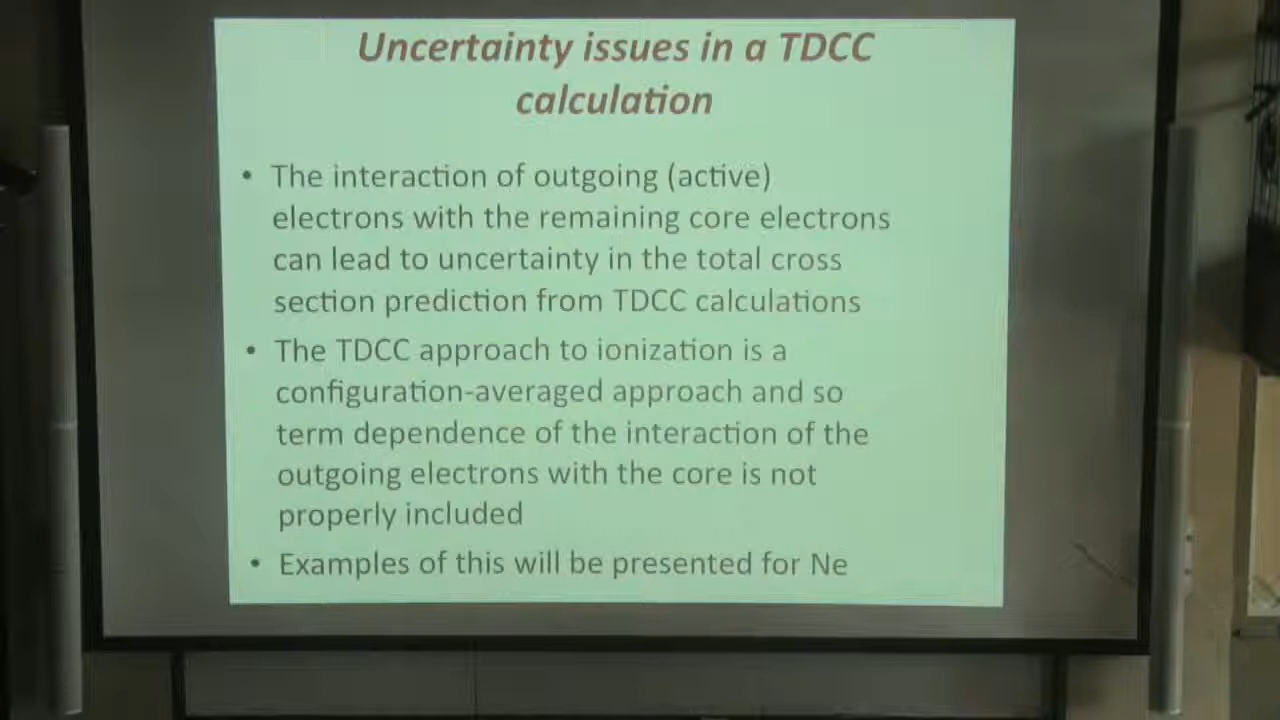 Uncertainty issues in a TDCC
calculation
• The interaction of outgoing (active)
electrons with the remaining core electrons
can lead to uncertainty in the total cross
section prediction from TDCC calculations
• The TDCC approach to ionization is a
configuration-averaged approach and so
term dependence of the interaction of the
outgoing electrons with the core is not
properly included
• Examples of this will be presented for Ne